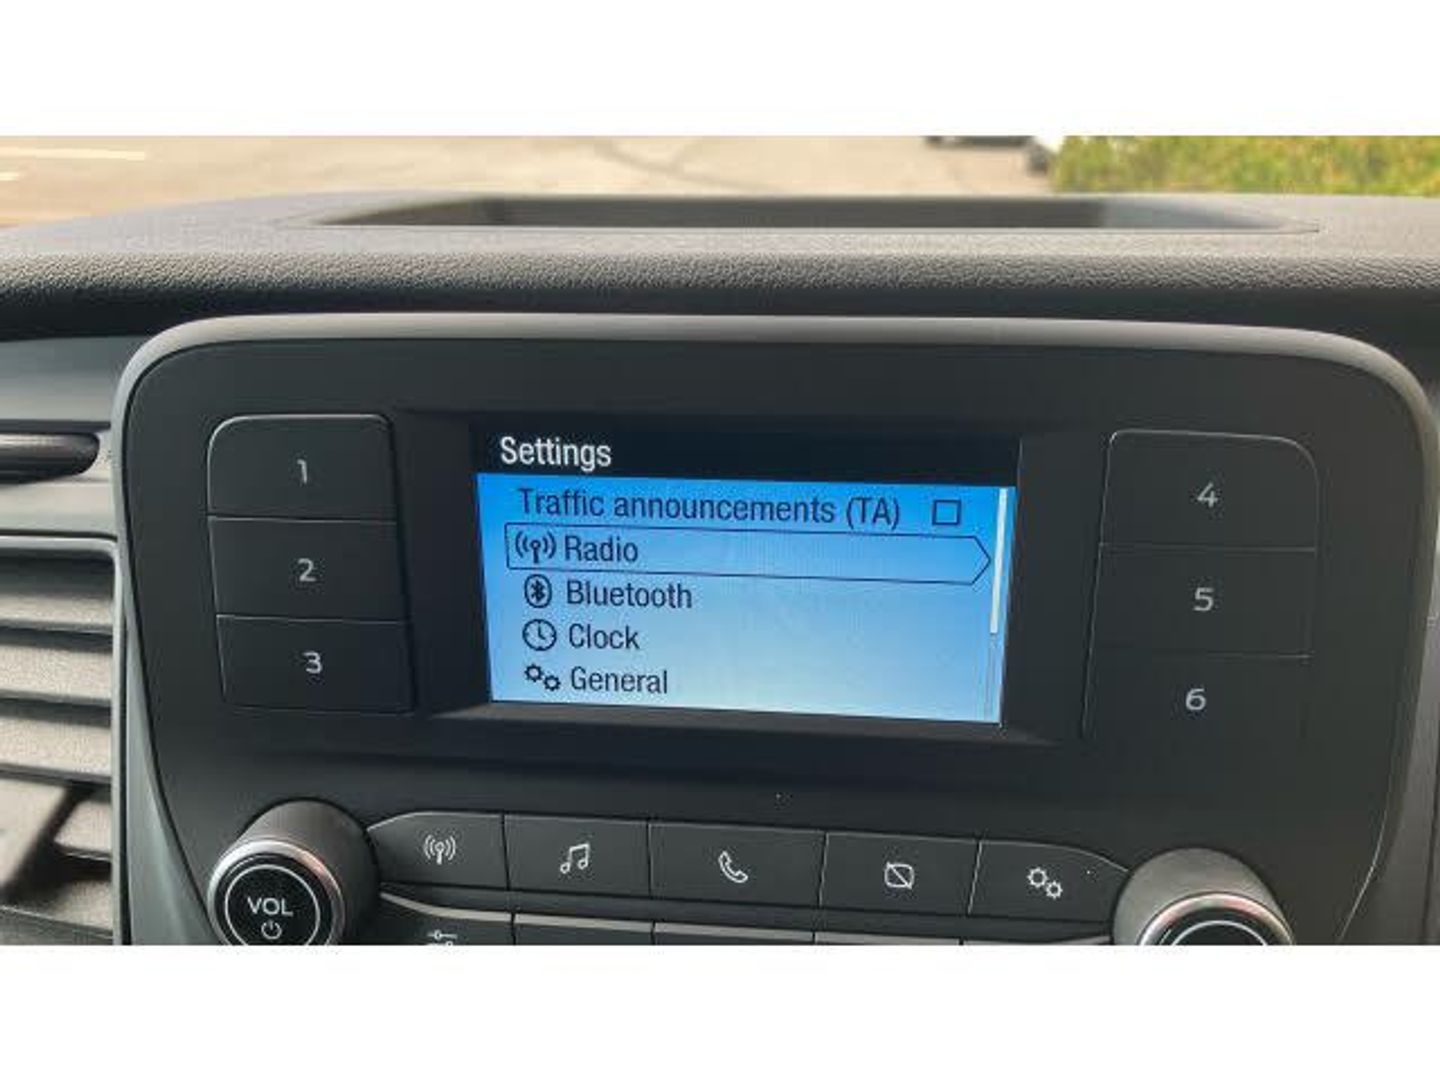 Settings
Traffic announcements (TA)
Radio
Bluetooth
Clock
General
1
2
3
4
5
6
VOL